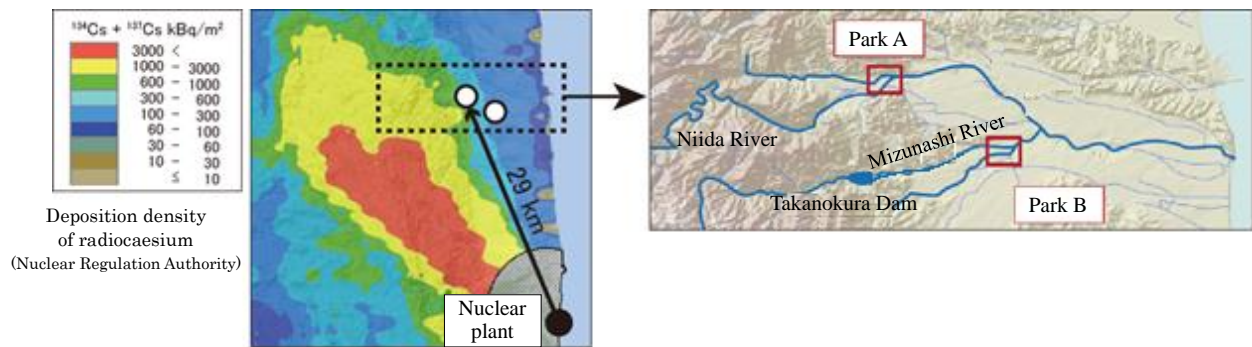 ¹³⁴Cs + ¹³¹Cs kBq/m²
3000 <
1000 - 3000
600 - 1000
300 - 600
100 - 300
60 - 100
30 - 60
10 - 30
≤ 10
Deposition density
of radiocaesium
(Nuclear Regulation Authority)
29 km
Nuclear
plant
Park A
Niida River
Mizunashi River
Takanokura Dam
Park B